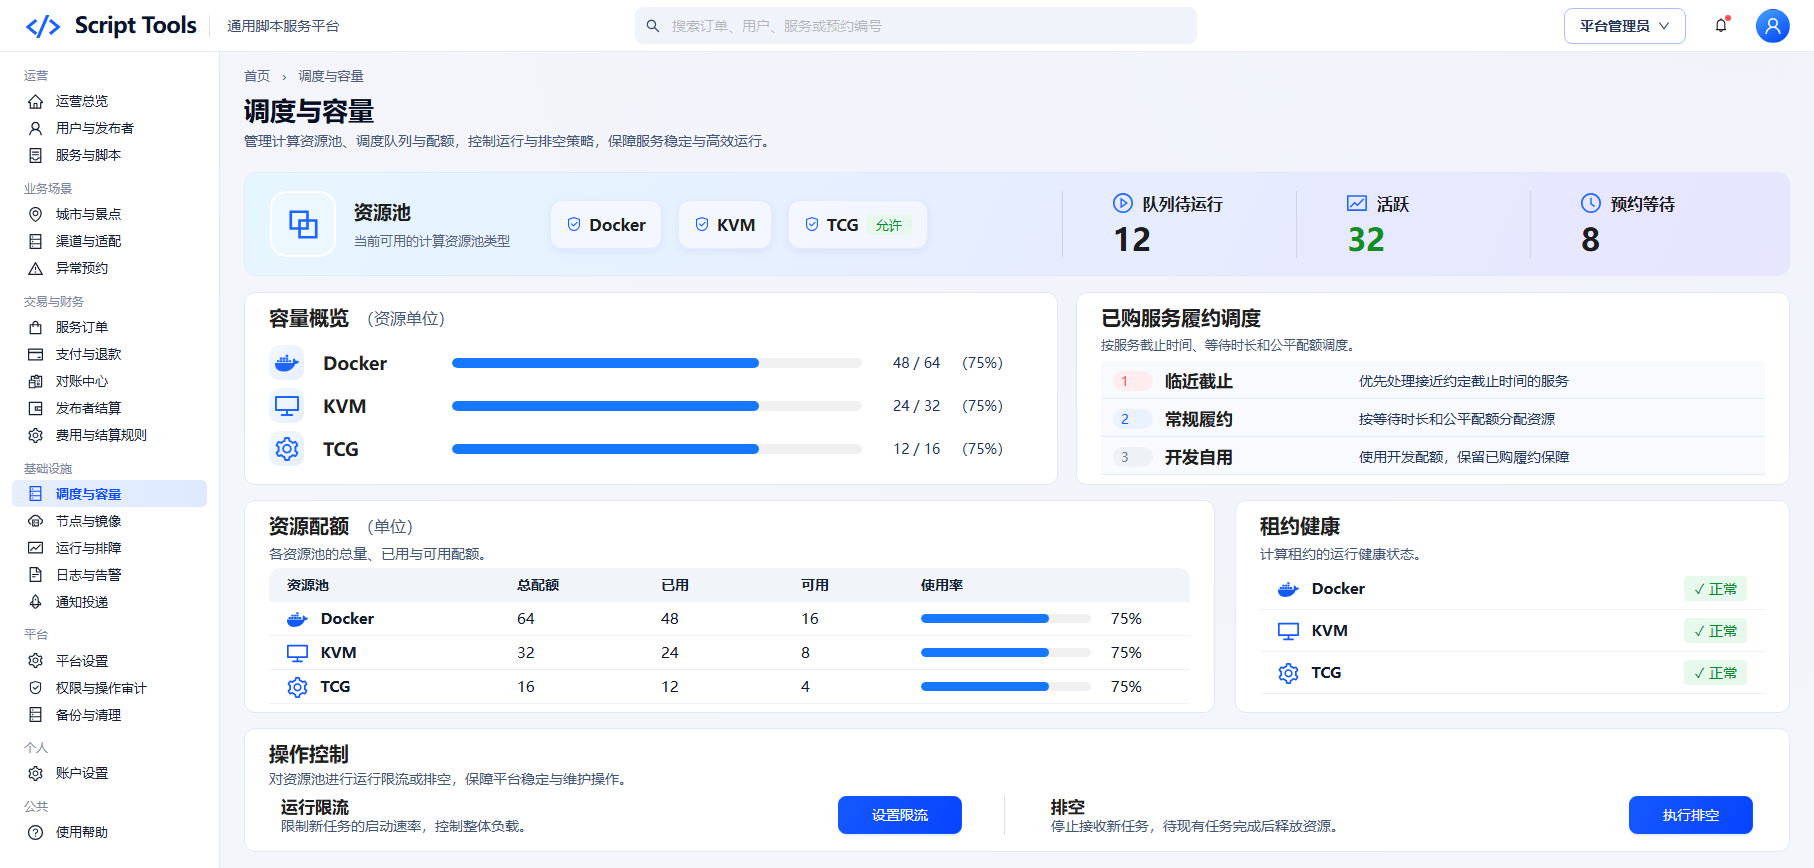 Script Tools
通用脚本服务平台
搜索订单、用户、服务或预约编号
平台管理员
运营
运营总览
用户与发布者
服务与脚本
业务场景
城市与景点
渠道与适配
异常预约
交易与财务
服务订单
支付与退款
对账中心
发布者结算
费用与结算规则
基础设施
调度与容量
节点与镜像
运行与排障
日志与告警
通知投递
平台
平台设置
权限与操作审计
备份与清理
个人
账户设置
公共
使用帮助
首页 › 调度与容量
调度与容量
管理计算资源池、调度队列与配额，控制运行与排空策略，保障服务稳定与高效运行。
资源池
当前可用的计算资源池类型
Docker
KVM
TCG 允许
队列待运行
12
活跃
32
预约等待
8
容量概览 （资源单位）
Docker 48 / 64 (75%)
KVM 24 / 32 (75%)
TCG 12 / 16 (75%)
已购服务履约调度
按服务截止时间、等待时长和公平配额调度。
1 临近截止 优先处理接近约定截止时间的服务
2 常规履约 按等待时长和公平配额分配资源
3 开发自用 使用开发配额，保留已购履约保障
资源配额 （单位）
各资源池的总量、已用与可用配额。
资源池 总配额 已用 可用 使用率
Docker 64 48 16 75%
KVM 32 24 8 75%
TCG 16 12 4 75%
租约健康
计算租约的运行健康状态。
Docker ✓ 正常
KVM ✓ 正常
TCG ✓ 正常
操作控制
对资源池进行运行限流或排空，保障平台稳定与维护操作。
运行限流
限制新任务的启动速率，控制整体负载。
设置限流
排空
停止接收新任务，待现有任务完成后释放资源。
执行排空